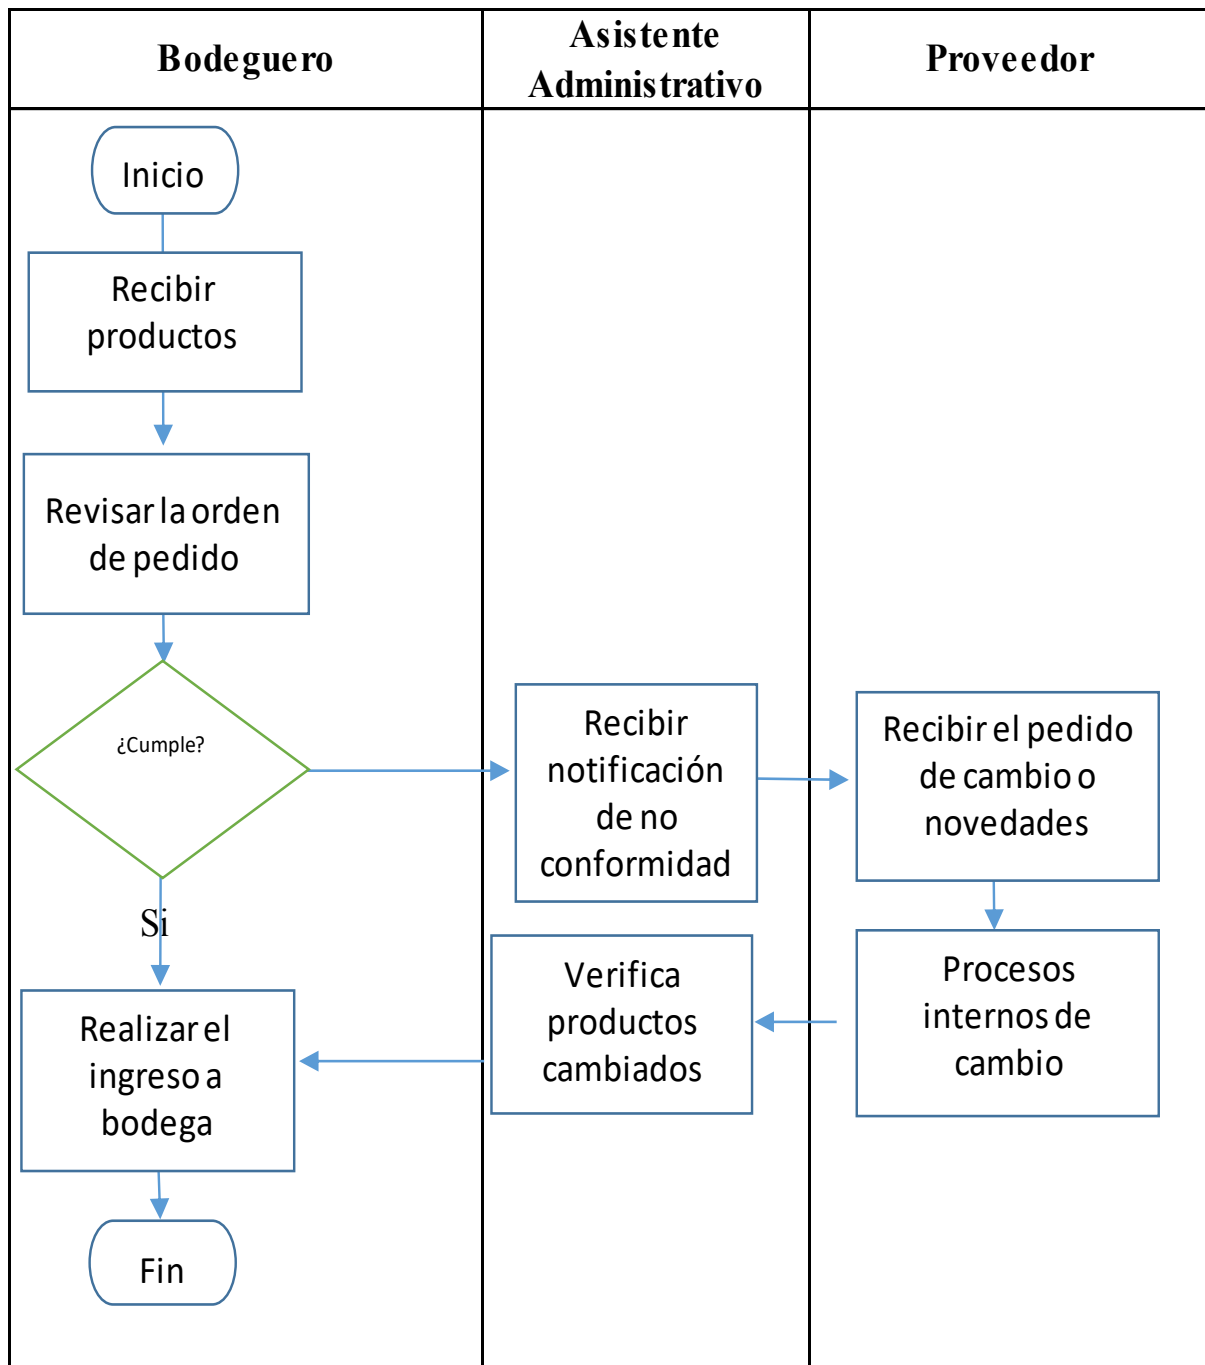 Bodeguero
Asistente
Administrativo
Proveedor
Inicio
Recibir
productos
Revisar la orden
de pedido
¿Cumple?
Recibir
notificación
de no
conformidad
Recibir el pedido
de cambio o
novedades
Si
Procesos
internos de
cambio
Verifica
productos
cambiados
Realizar el
ingreso a
bodega
Fin